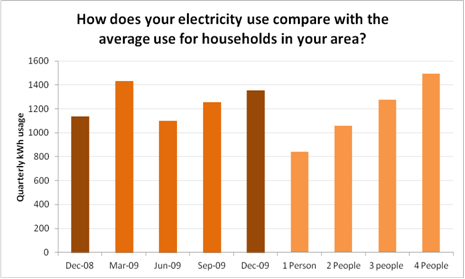 How does your electricity use compare with the
average use for households in your area?
Quarterly kWh usage
1600
1400
1200
1000
800
600
400
200
0
Dec-08 Mar-09 Jun-09 Sep-09 Dec-09 1 Person 2 People 3 people 4 People